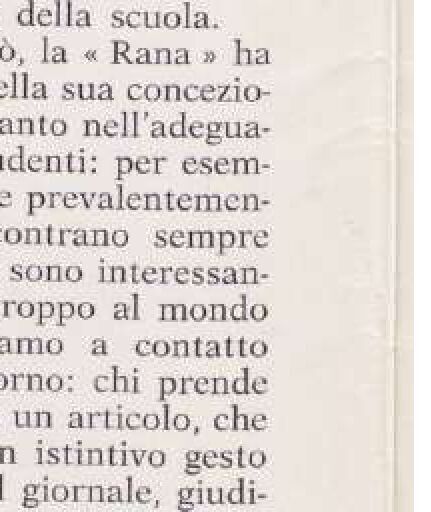 della scuola.
ò, la « Rana » ha
ella sua concezio-
anto nell'adegua-
udenti: per esem-
e prevalentemen-
contrano sempre
sono interessan-
roppo al mondo
amo a contatto
orno: chi prende
un articolo, che
n istintivo gesto
l giornale, giudi-